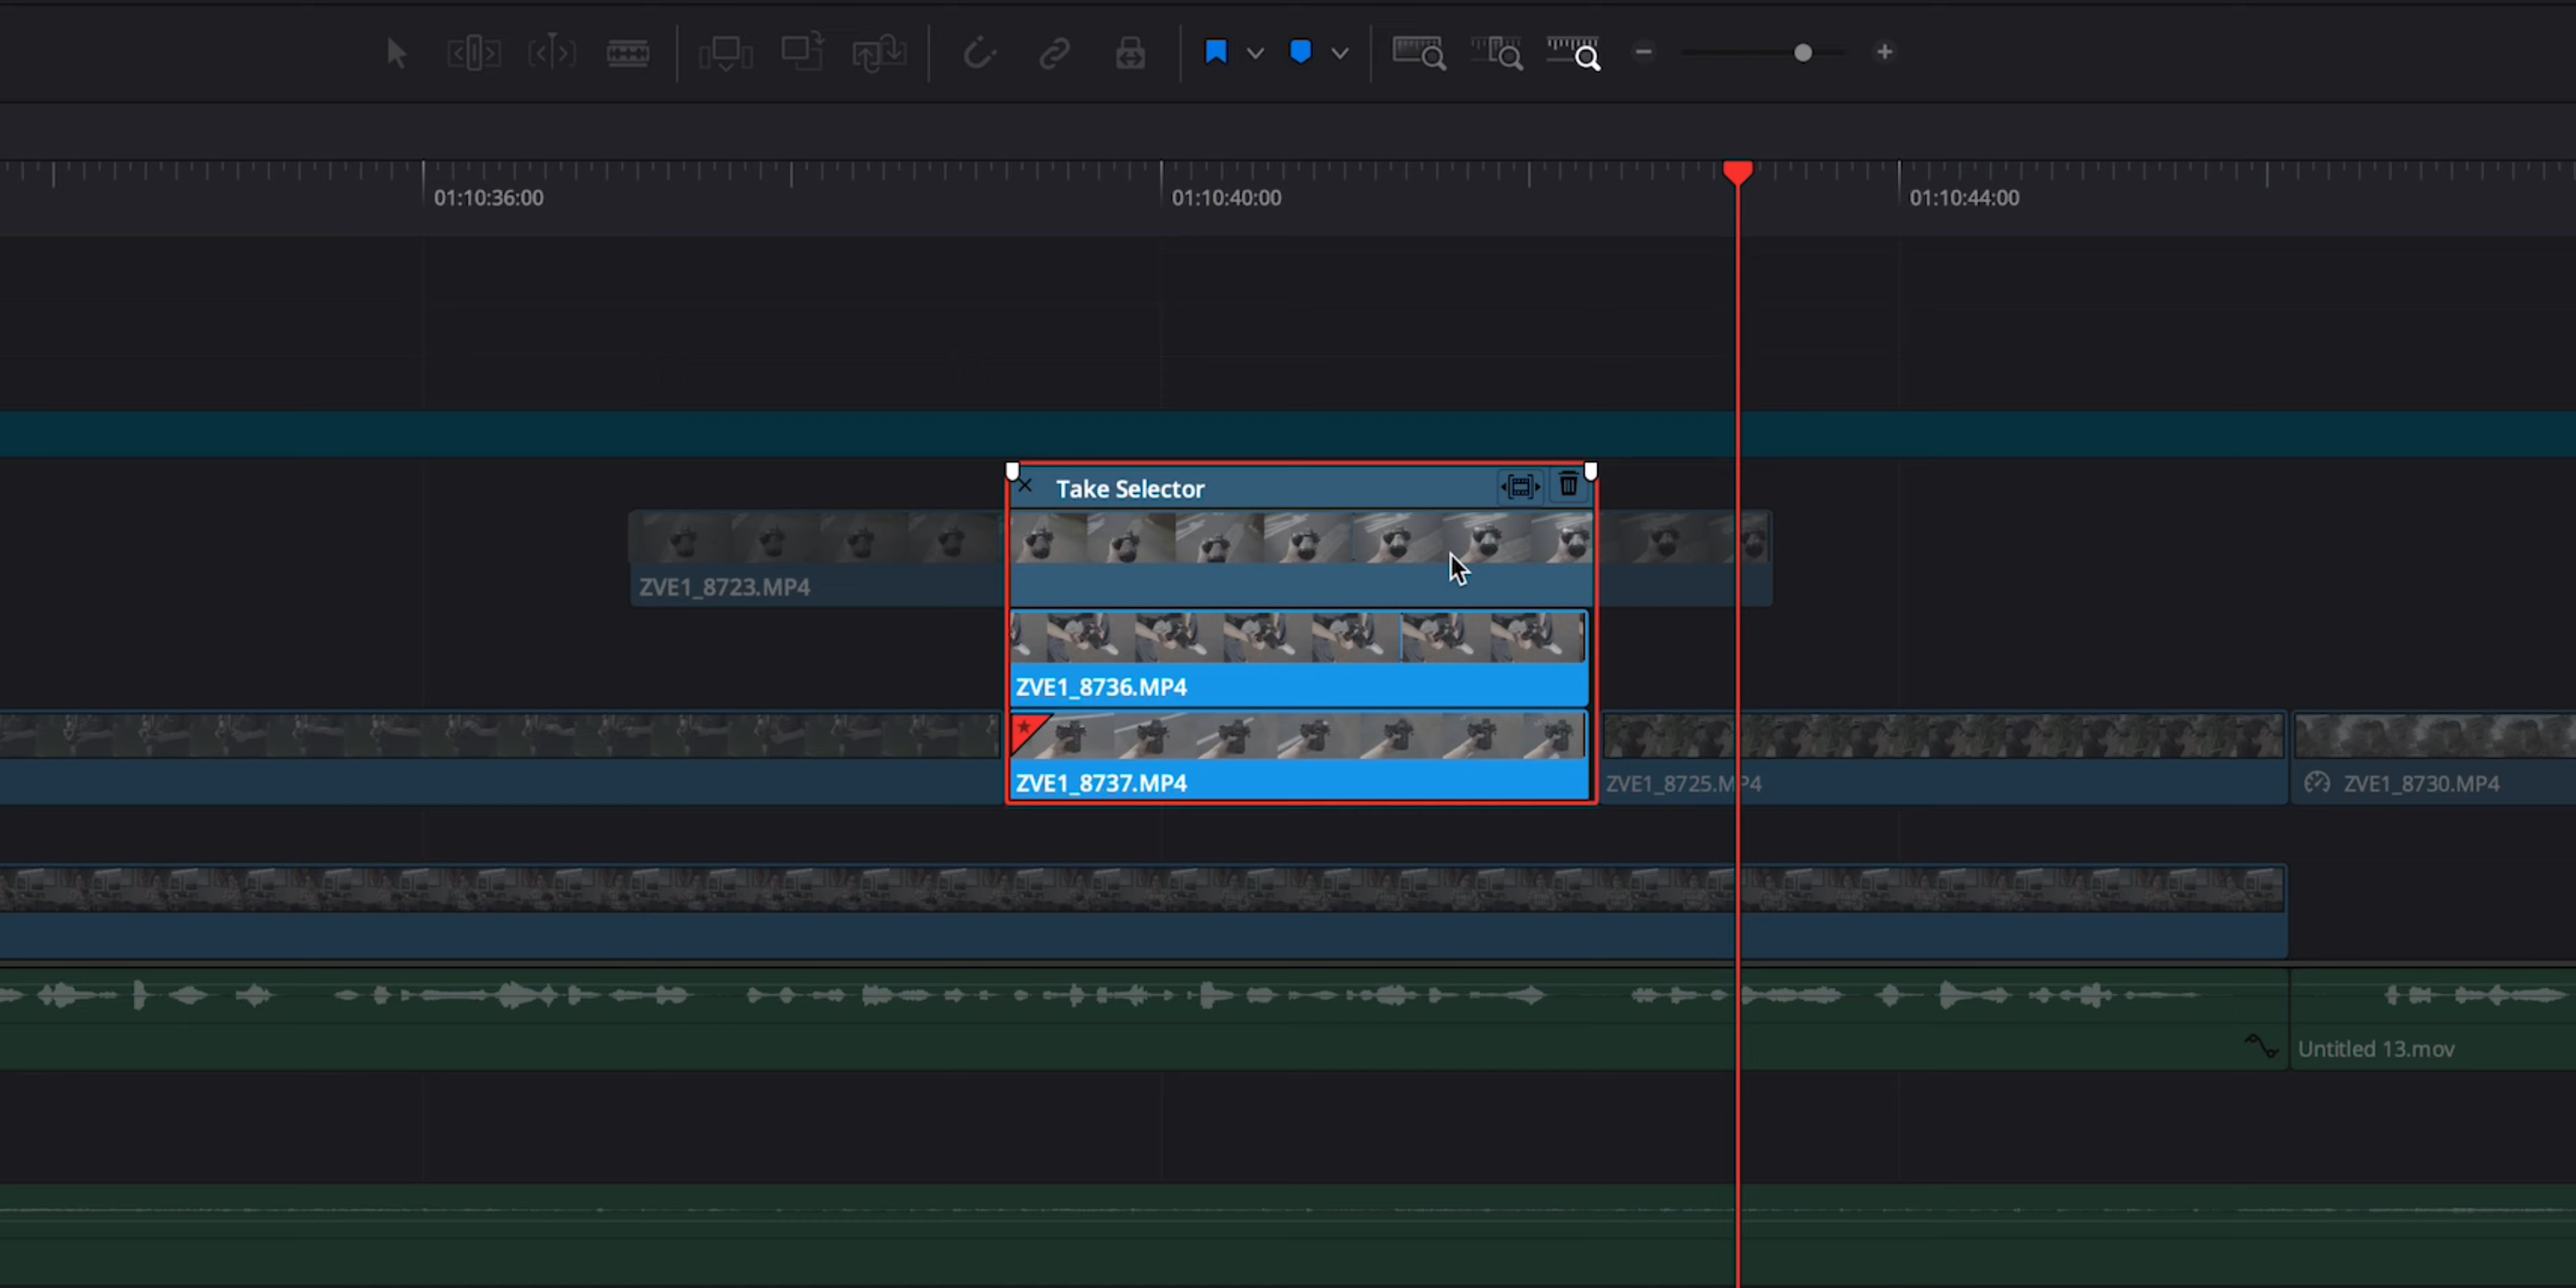 01:10:36:00
01:10:40:00
01:10:44:00
Take Selector
ZVE1_8723.MP4
ZVE1_8736.MP4
ZVE1_8737.MP4
ZVE1_8725.MP4
ZVE1_8730.MP4
Untitled 13.mov